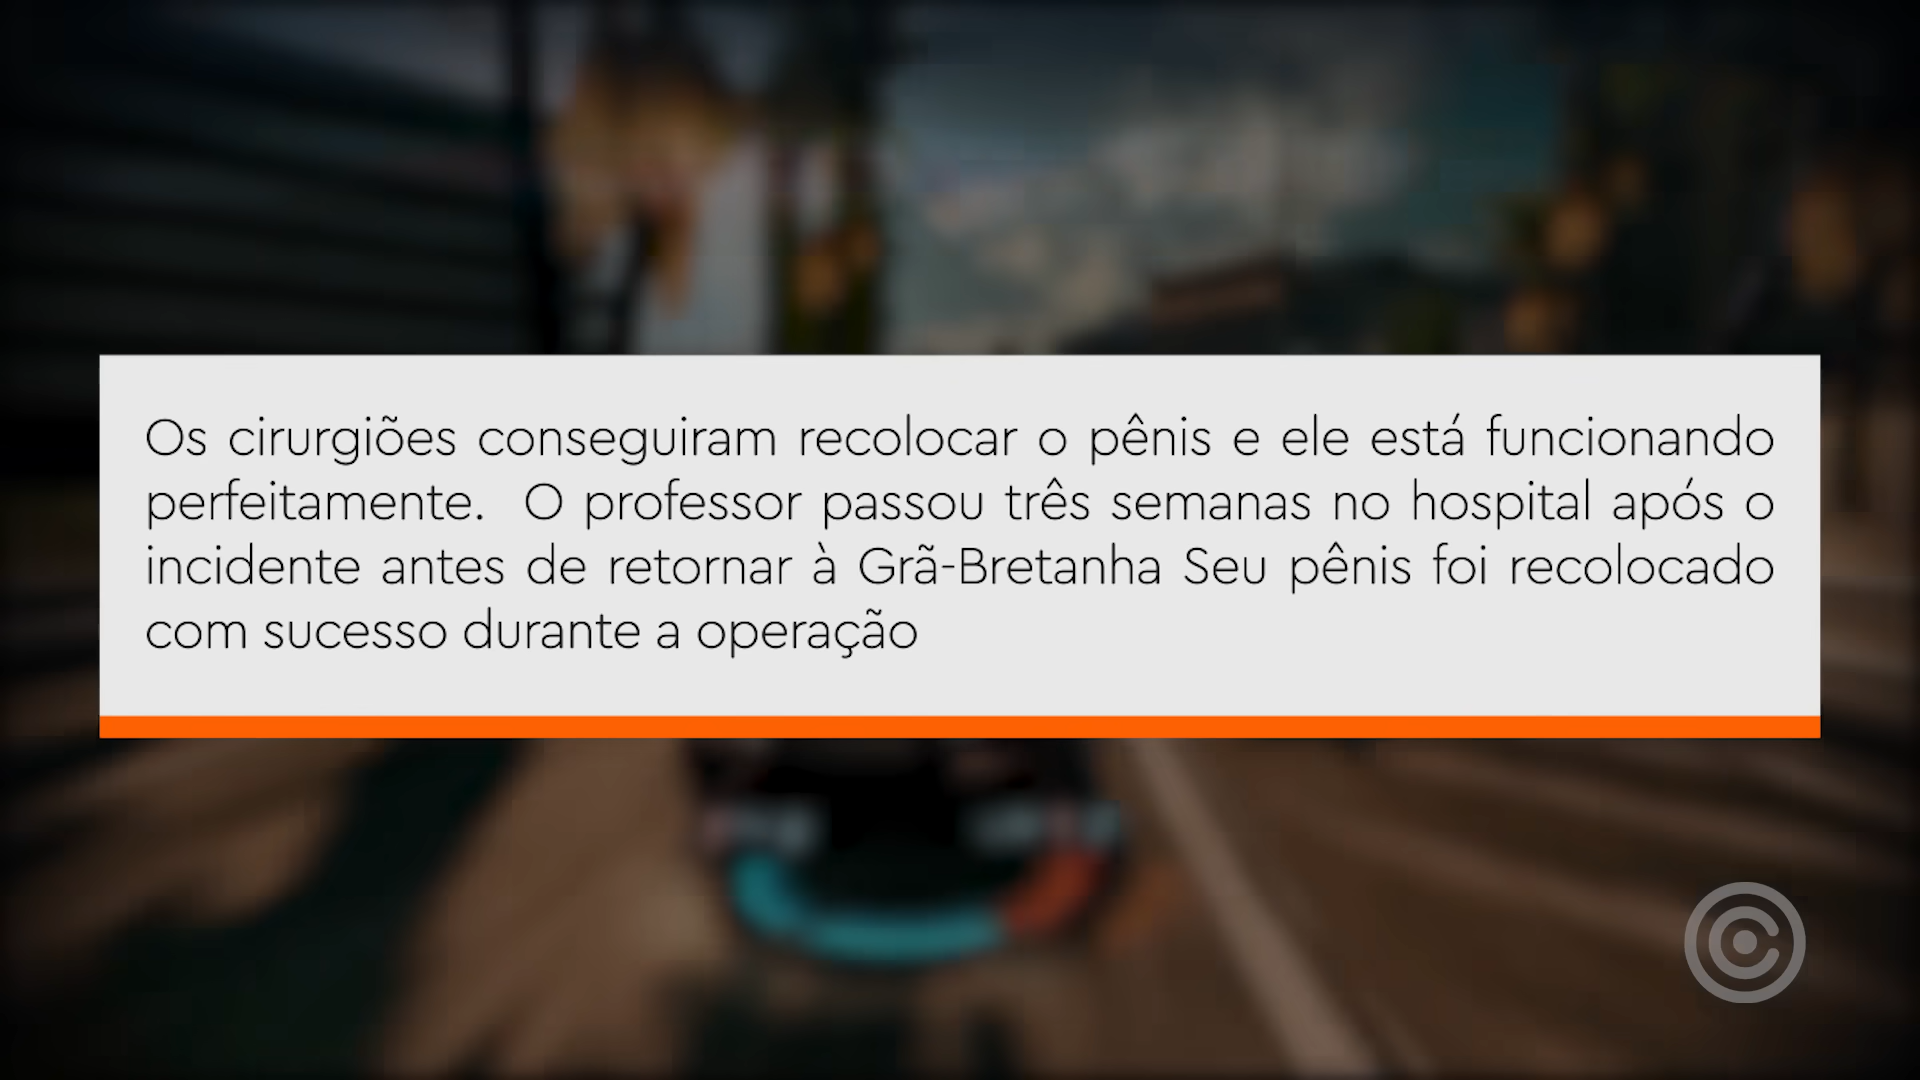 Os cirurgiões conseguiram recolocar o pênis e ele está funcionando
perfeitamente.  O professor passou três semanas no hospital após o
incidente antes de retornar à Grã-Bretanha Seu pênis foi recolocado
com sucesso durante a operação